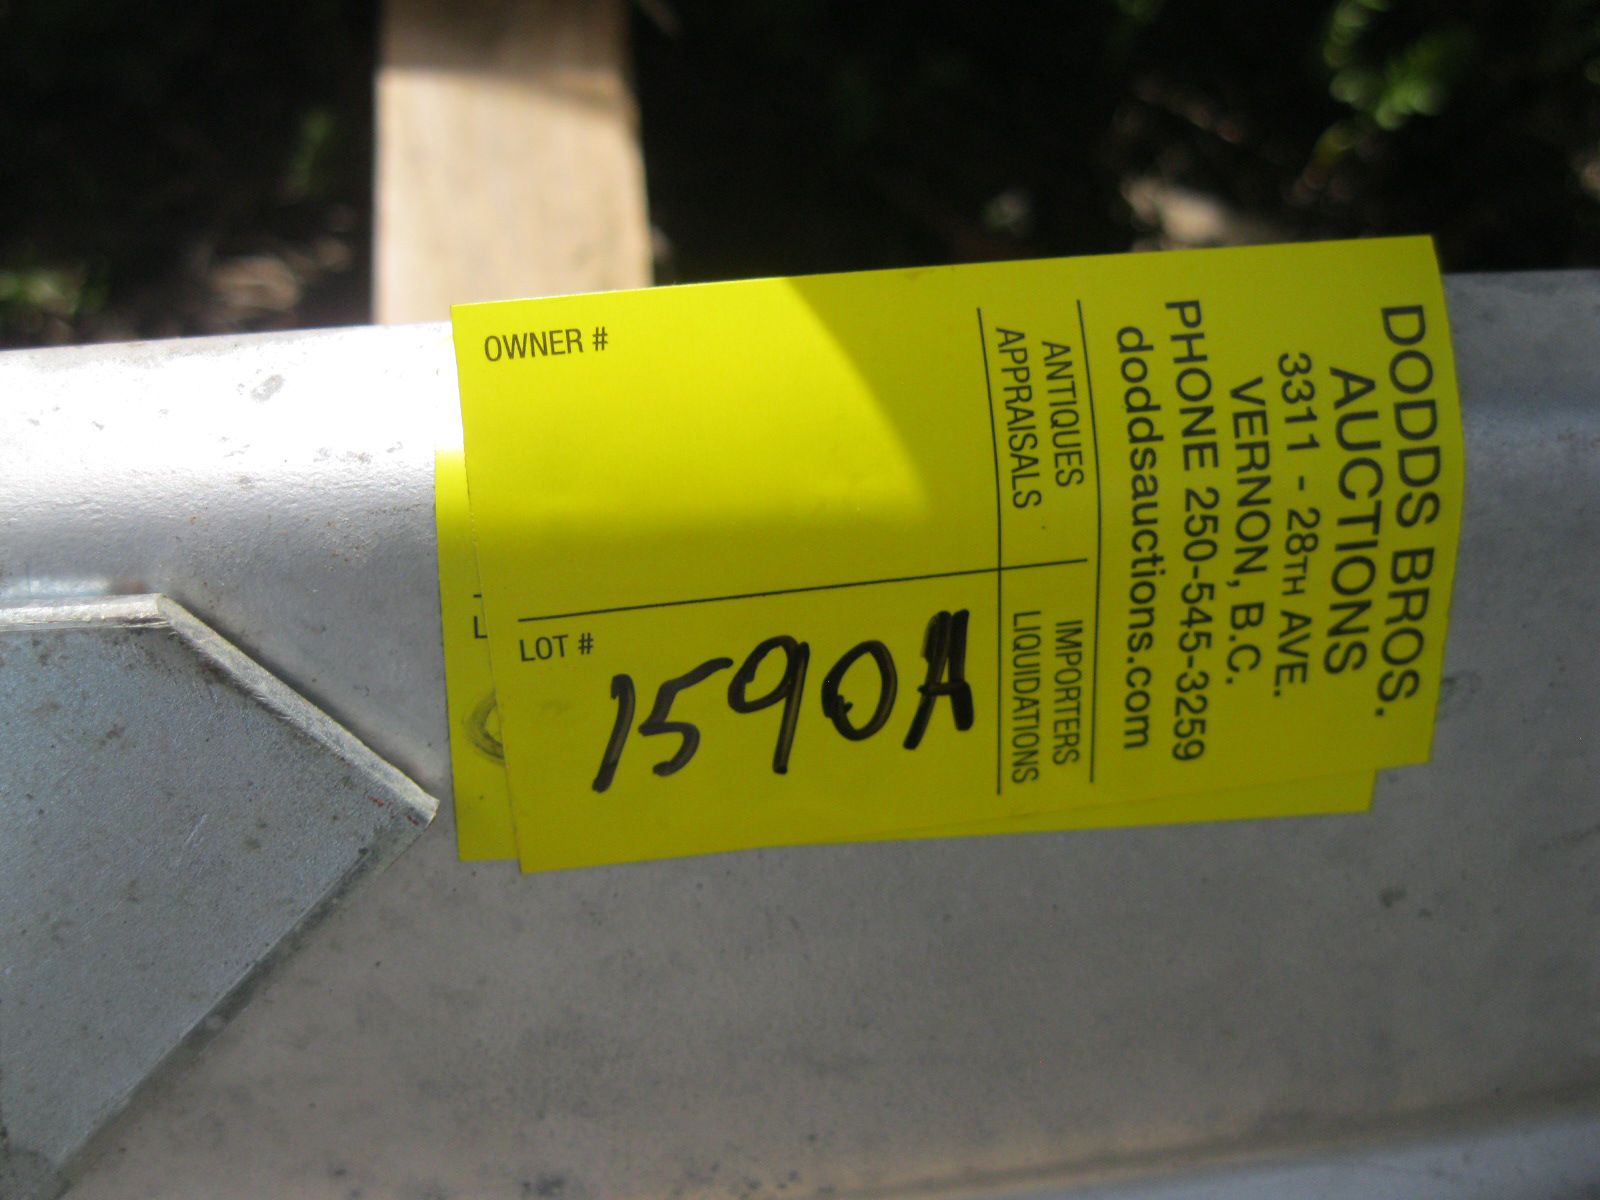 DODDS BROS.
AUCTIONS
3311 - 28TH AVE.
VERNON, B.C.
PHONE 250-545-3259
doddsauctions.com
ANTIQUES IMPORTERS
APPRAISALS LIQUIDATIONS
OWNER #
LOT # 1590A
L